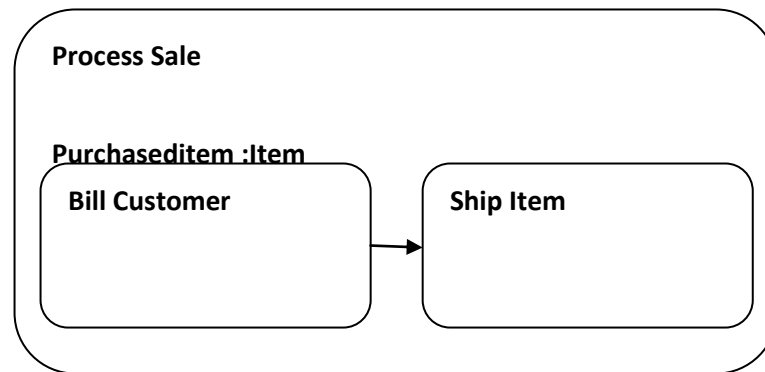 Process Sale
Purchaseditem :Item
Bill Customer
Ship Item